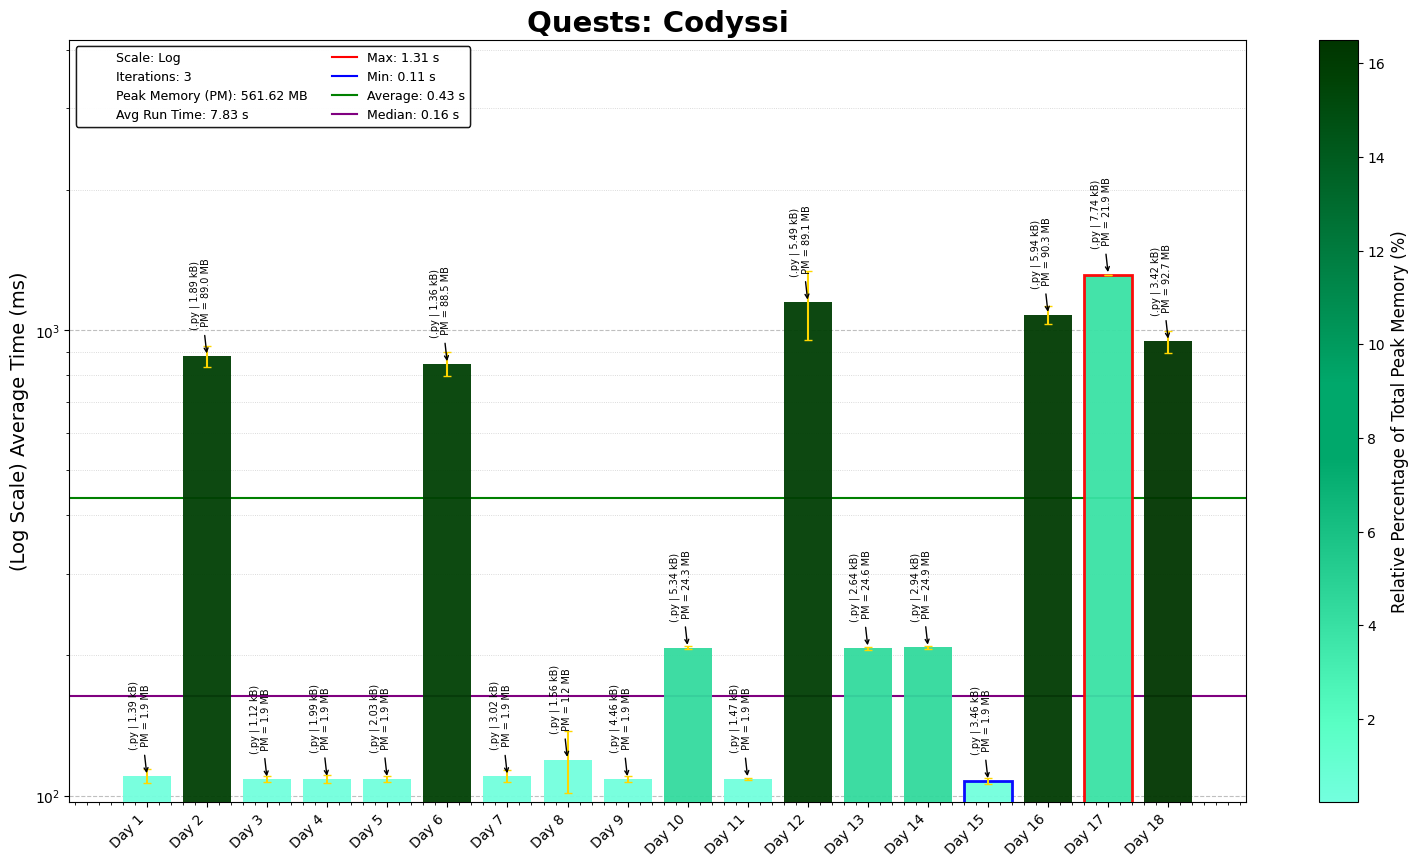 Quests: Codyssi
Scale: Log
Iterations: 3
Peak Memory (PM): 561.62 MB
Avg Run Time: 7.83 s
Max: 1.31 s
Min: 0.11 s
Average: 0.43 s
Median: 0.16 s
(Log Scale) Average Time (ms)
10³
10²
(.py | 1.39 kB)
PM = 1.9 MB
(.py | 1.89 kB)
PM = 89.0 MB
(.py | 1.12 kB)
PM = 1.9 MB
(.py | 1.99 kB)
PM = 1.9 MB
(.py | 2.03 kB)
PM = 1.9 MB
(.py | 1.36 kB)
PM = 88.5 MB
(.py | 3.02 kB)
PM = 1.9 MB
(.py | 1.56 kB)
PM = 1.2 MB
(.py | 4.46 kB)
PM = 1.9 MB
(.py | 5.34 kB)
PM = 24.3 MB
(.py | 1.47 kB)
PM = 1.9 MB
(.py | 5.49 kB)
PM = 89.1 MB
(.py | 2.64 kB)
PM = 24.6 MB
(.py | 2.94 kB)
PM = 24.9 MB
(.py | 3.46 kB)
PM = 1.9 MB
(.py | 5.94 kB)
PM = 90.3 MB
(.py | 7.74 kB)
PM = 21.9 MB
(.py | 3.42 kB)
PM = 92.7 MB
Day 1
Day 2
Day 3
Day 4
Day 5
Day 6
Day 7
Day 8
Day 9
Day 10
Day 11
Day 12
Day 13
Day 14
Day 15
Day 16
Day 17
Day 18
16
14
12
10
8
6
4
2
Relative Percentage of Total Peak Memory (%)